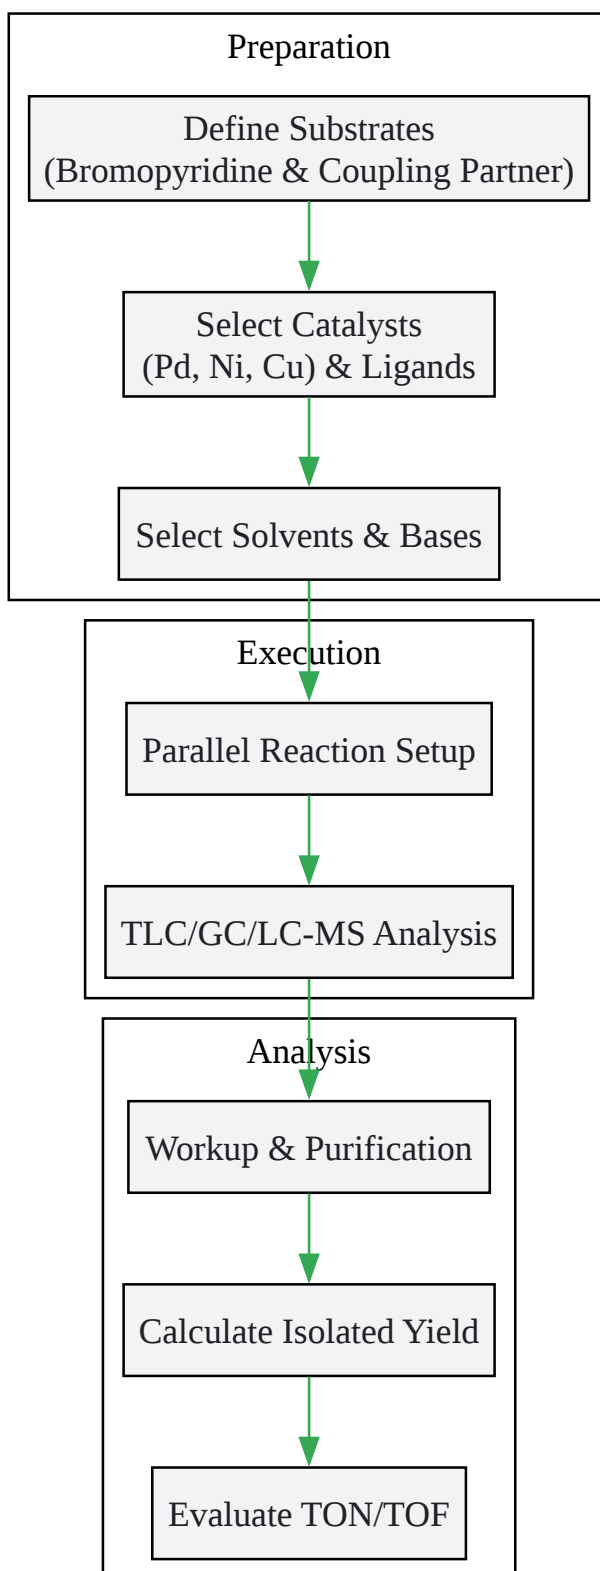 Preparation
Define Substrates
(Bromopyridine & Coupling Partner)
Select Catalysts
(Pd, Ni, Cu) & Ligands
Select Solvents & Bases
Execution
Parallel Reaction Setup
TLC/GC/LC-MS Analysis
Analysis
Workup & Purification
Calculate Isolated Yield
Evaluate TON/TOF